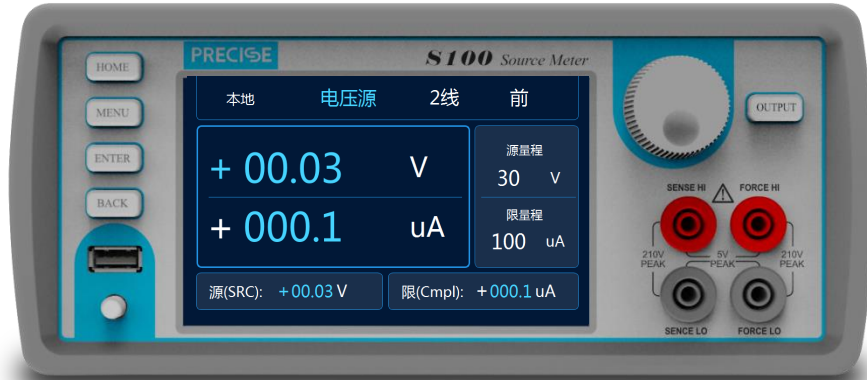 PRECISE
S100 Source Meter
HOME
MENU
ENTER
BACK
本地 电压源 2线 前
+ 00.03 V
+ 000.1 uA
源量程
30 V
限量程
100 uA
源(SRC): +00.03 V
限(Cmpl): +000.1 uA
OUTPUT
SENSE HI FORCE HI
210V PEAK
5V PEAK
210V PEAK
SENCE LO FORCE LO